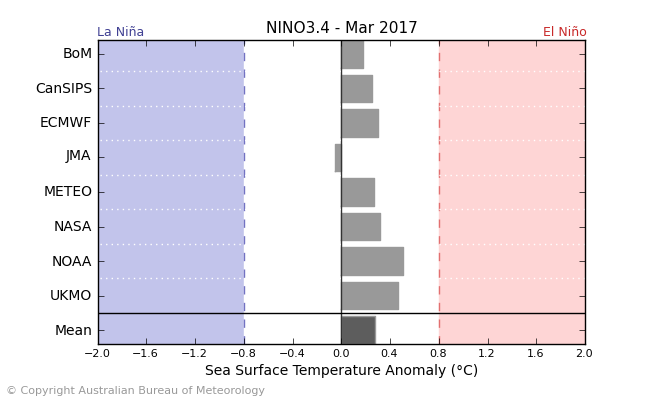 NINO3.4 - Mar 2017
La Niña El Niño
BoM
CanSIPS
ECMWF
JMA
METEO
NASA
NOAA
UKMO
Mean
−2.0 −1.6 −1.2 −0.8 −0.4 0.0 0.4 0.8 1.2 1.6 2.0
Sea Surface Temperature Anomaly (°C)
© Copyright Australian Bureau of Meteorology